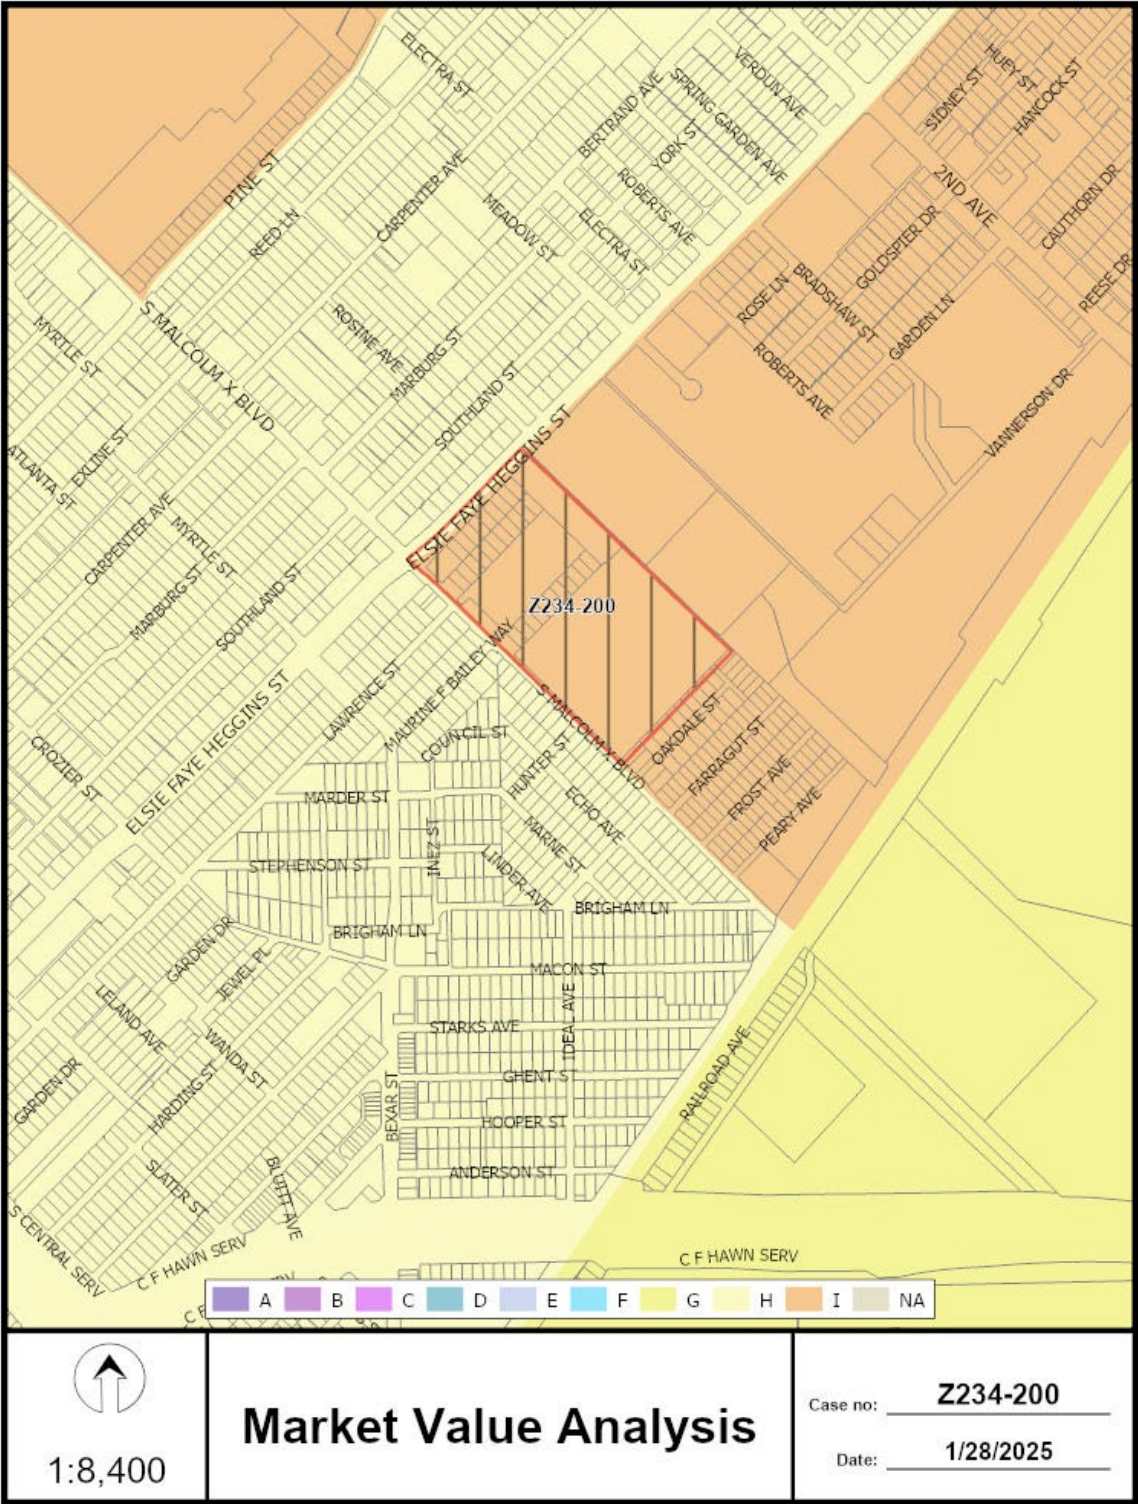 ELECTRA ST
VERDUN AVE
BERTRAND AVE
SPRING GARDEN AVE
YORK ST
HUEY ST
SIDNEY ST
HANCOCK ST
PINE ST
REED LN
CARPENTER AVE
MEADOW ST
ROBERTS AVE
ELECTRA ST
2ND AVE
CAUTHORN DR
GOLDSPIER DR
REESE DR
ROSE LN
BRADSHAW ST
GARDEN LN
ROBERTS AVE
VANNERSON DR
S MALCOLM X BLVD
MYRTLE ST
ROSINE AVE
MARBURG ST
SOUTHLAND ST
EXLINE ST
ATLANTA ST
CARPENTER AVE
MYRTLE ST
MARBURG ST
SOUTHLAND ST
ELSIE FAYE HEGGINS ST
Z234-200
LAWRENCE ST
MAURINE F BAILEY WAY
COUNCIL ST
S MALCOLM X BLVD
HUNTER ST
OAKDALE ST
FARRAGUT ST
FROST AVE
PEARY AVE
CROZIER ST
ELSIE FAYE HEGGINS ST
MARDER ST
INEZ ST
ECHO AVE
MARNE ST
LINDER AVE
STEPHENSON ST
BRIGHAM LN
BRIGHAM LN
GARDEN DR
JEWEL PL
MACON ST
LELAND AVE
STARKS AVE
IDEAL AVE
WANDA ST
RAILROAD AVE
GARDEN DR
HARDING ST
BEXAR ST
GHENT ST
HOOPER ST
SLATER ST
BLUITT AVE
ANDERSON ST
S CENTRAL SERV
C F HAWN SERV
C F HAWN SERV
A B C D E F G H I NA
1:8,400
Market Value Analysis
Case no: Z234-200
Date: 1/28/2025